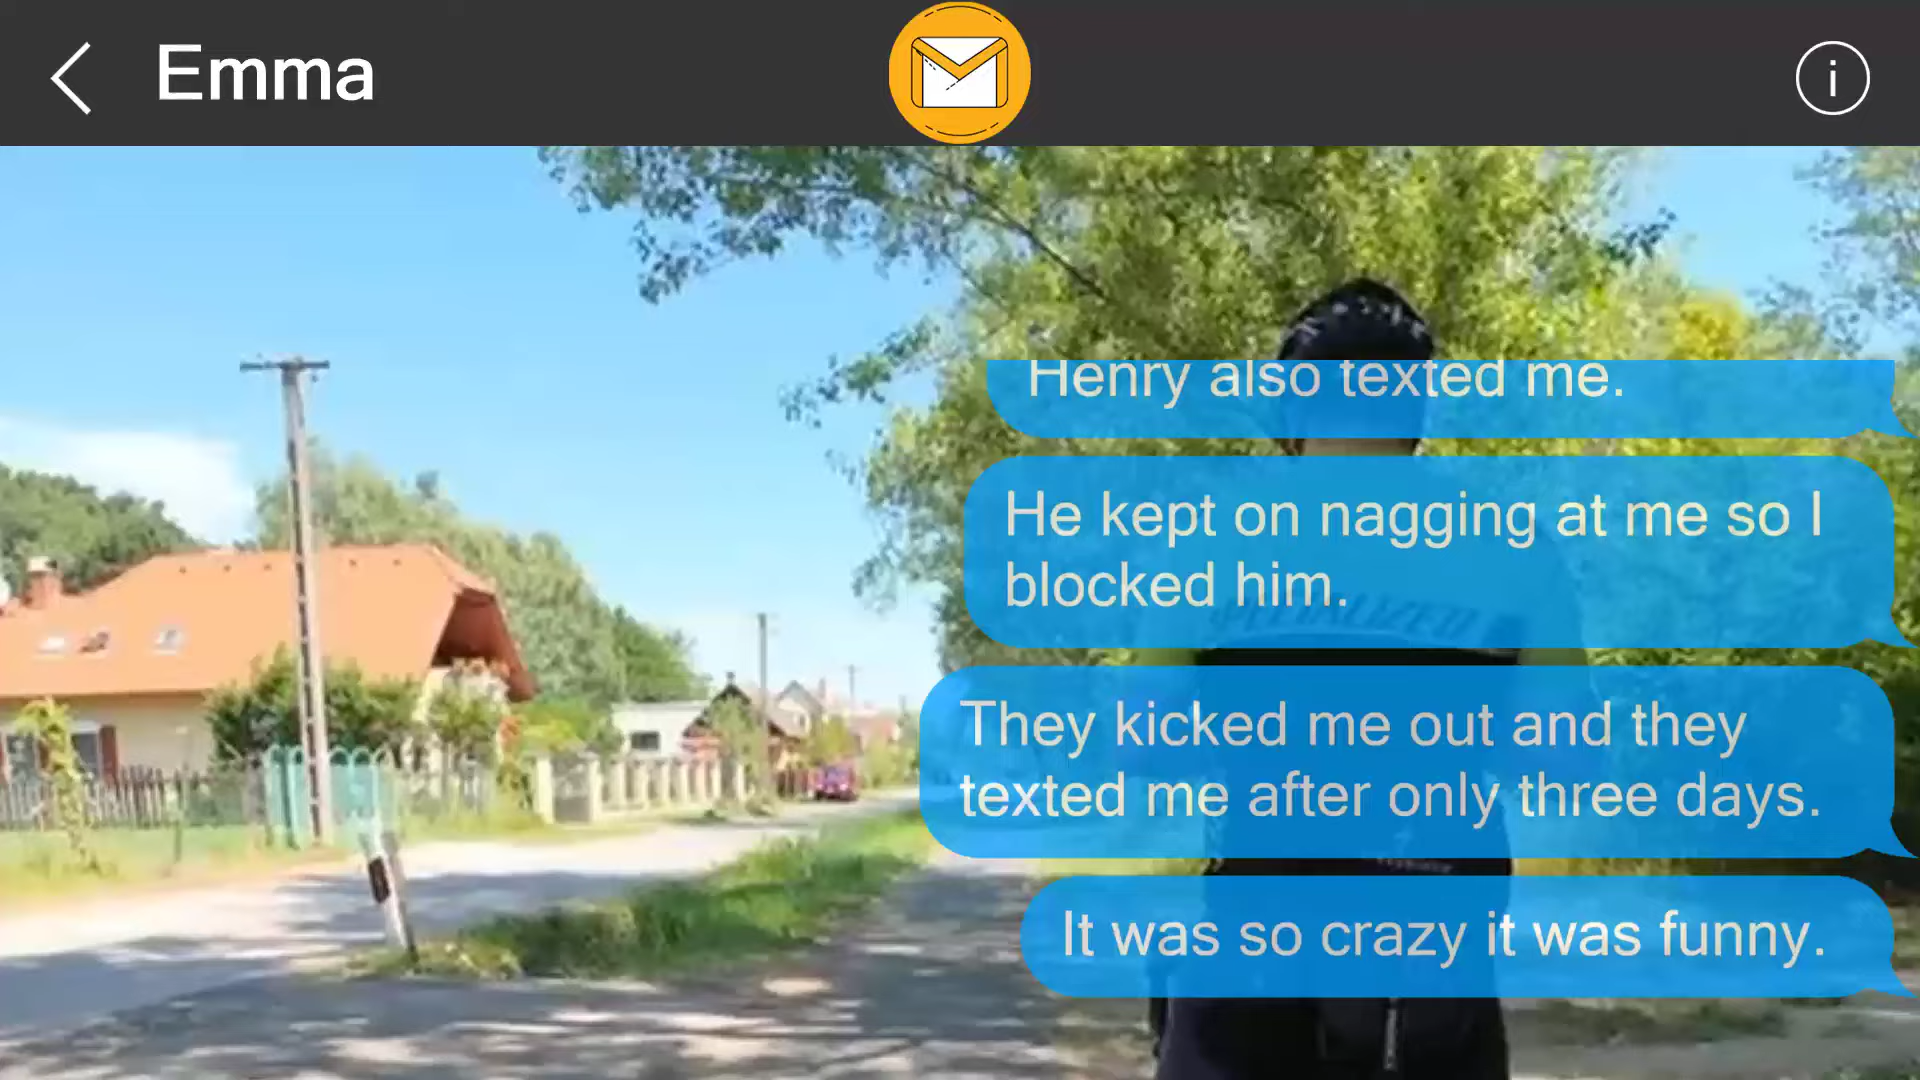 Emma
Henry also texted me.
He kept on nagging at me so I
blocked him.
They kicked me out and they
texted me after only three days.
It was so crazy it was funny.